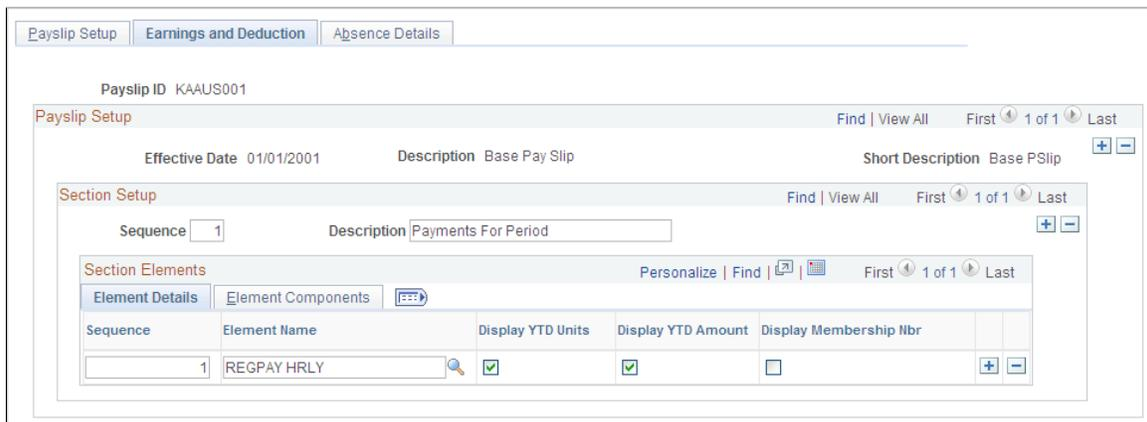 Payslip Setup Earnings and Deduction Absence Details
Payslip ID KAAUS001
Payslip Setup Find | View All First 1 of 1 Last
Effective Date 01/01/2001 Description Base Pay Slip Short Description Base PSlip
Section Setup Find | View All First 1 of 1 Last
Sequence 1 Description Payments For Period
Section Elements Personalize | Find | | First 1 of 1 Last
Element Details Element Components
Sequence Element Name Display YTD Units Display YTD Amount Display Membership Nbr
1 REGPAY HRLY